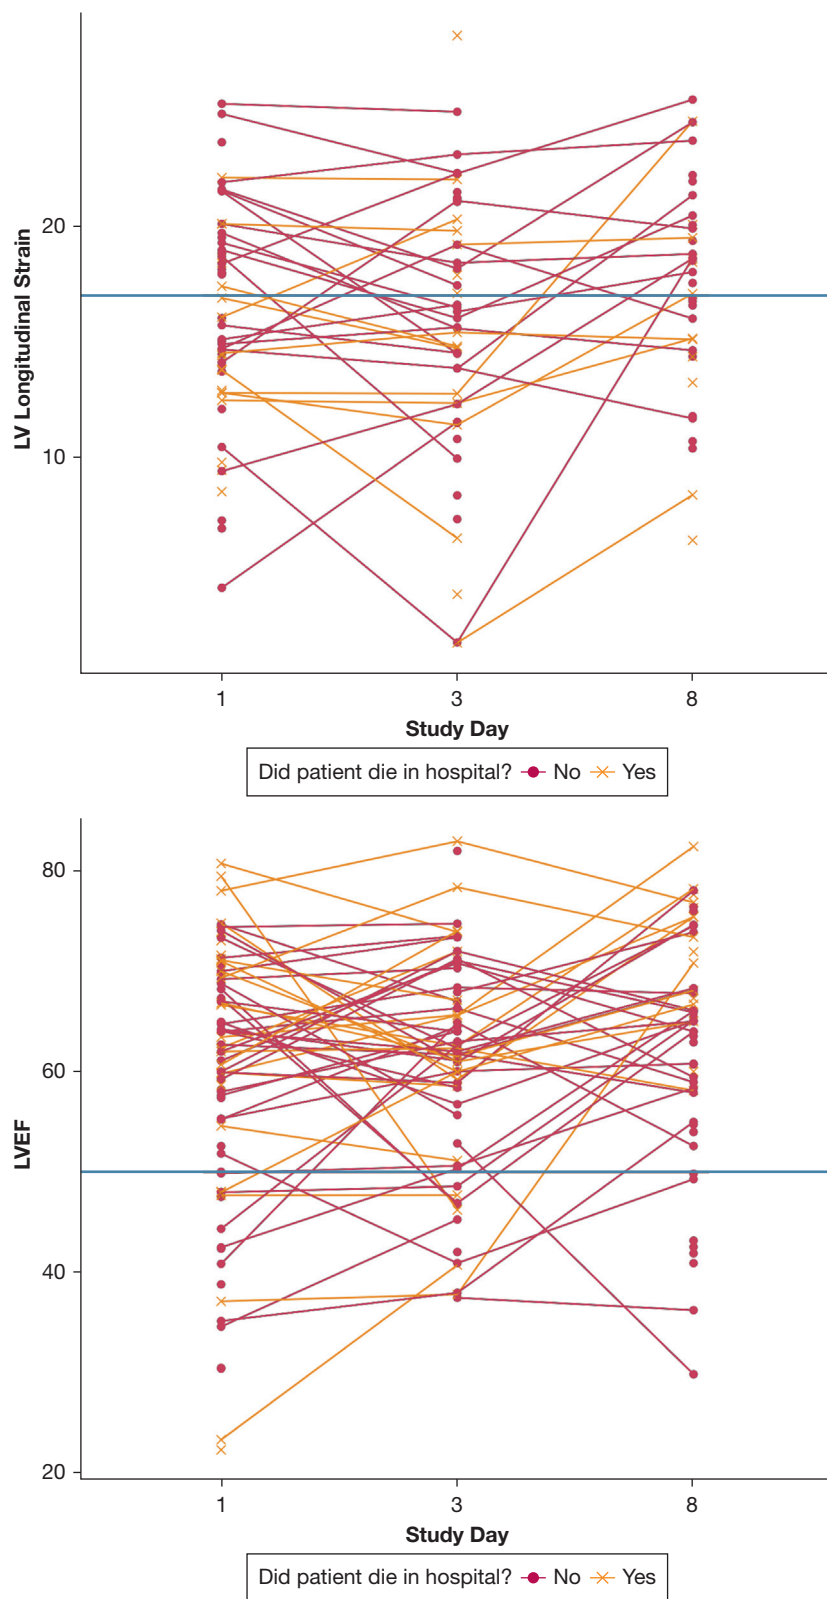 LV Longitudinal Strain
20
10
1 3 8
Study Day
Did patient die in hospital? No Yes
LVEF
80
60
40
20
1 3 8
Study Day
Did patient die in hospital? No Yes